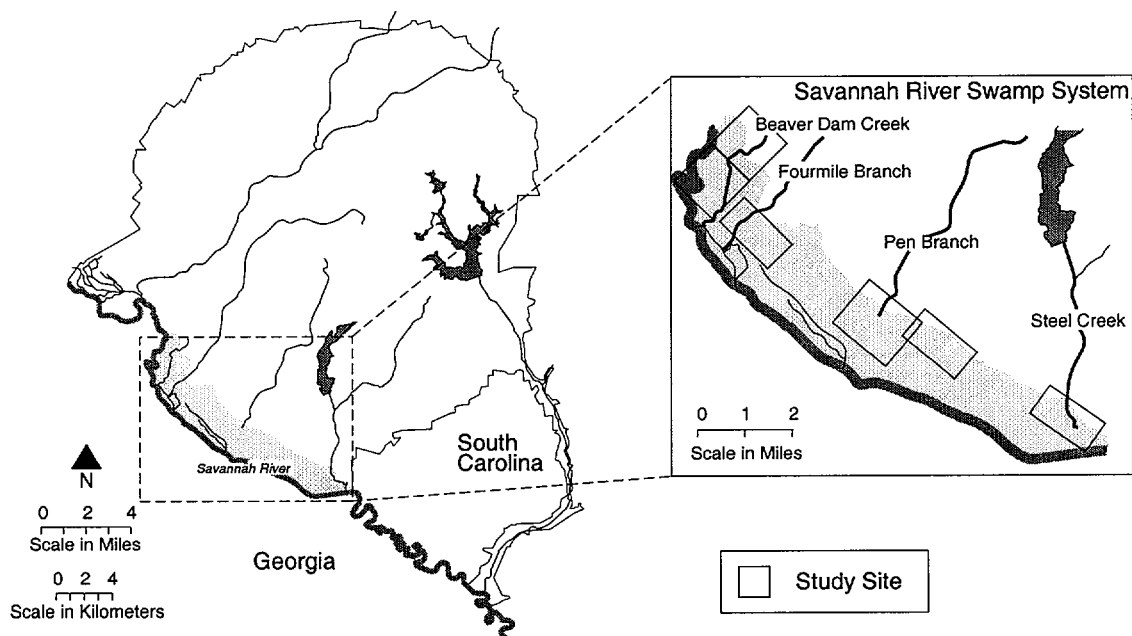 Savannah River Swamp System
Beaver Dam Creek
Fourmile Branch
Pen Branch
Steel Creek
0 1 2
Scale in Miles
South
Carolina
Savannah River
N
0 2 4
Scale in Miles
Georgia
0 2 4
Scale in Kilometers
Study Site